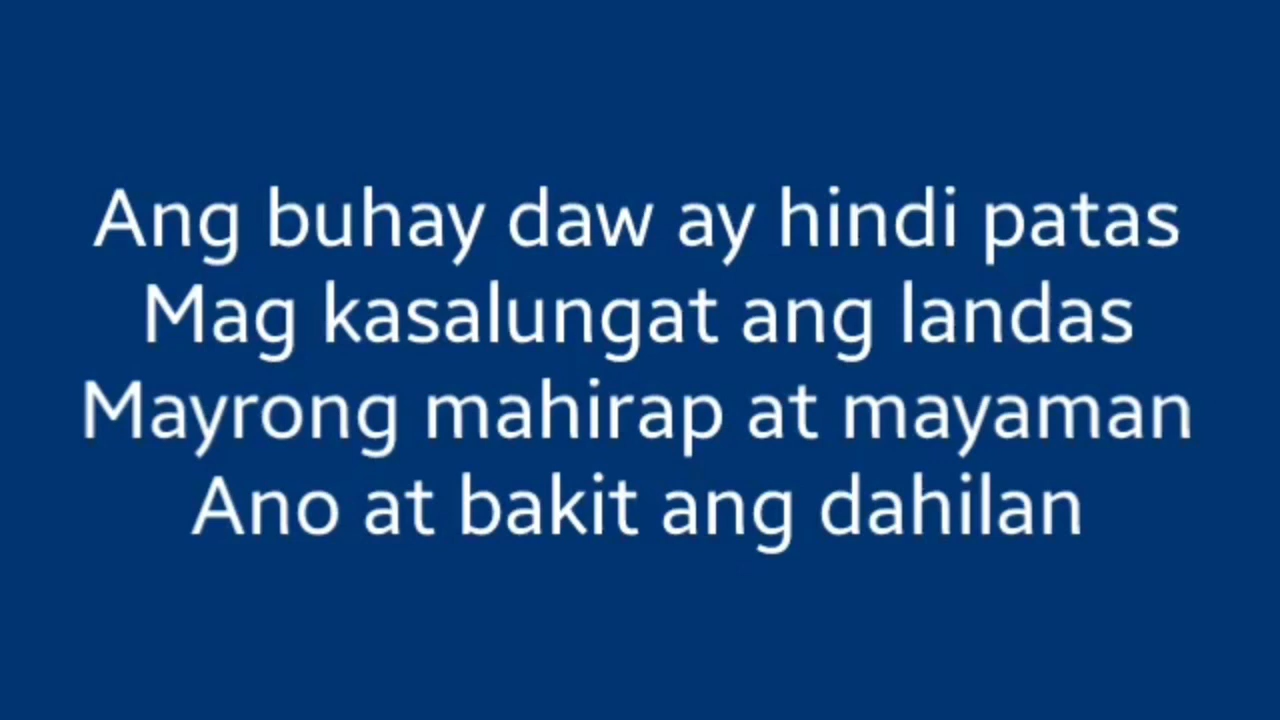 Ang buhay daw ay hindi patas
Mag kasalungat ang landas
Mayrong mahirap at mayaman
Ano at bakit ang dahilan